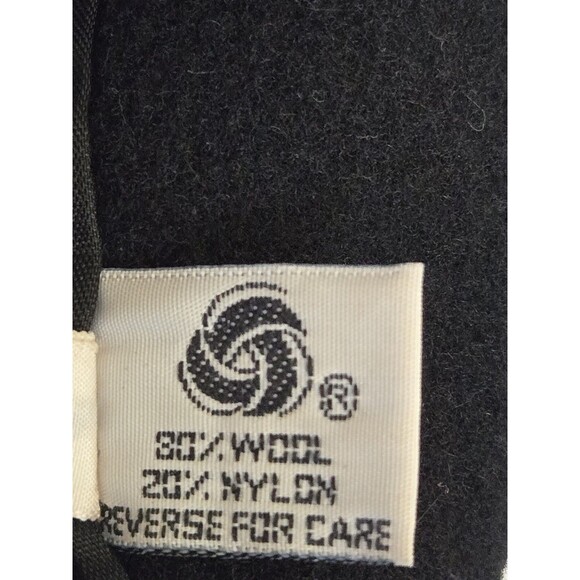 ®
80% WOOL
20% NYLON
REVERSE FOR CARE